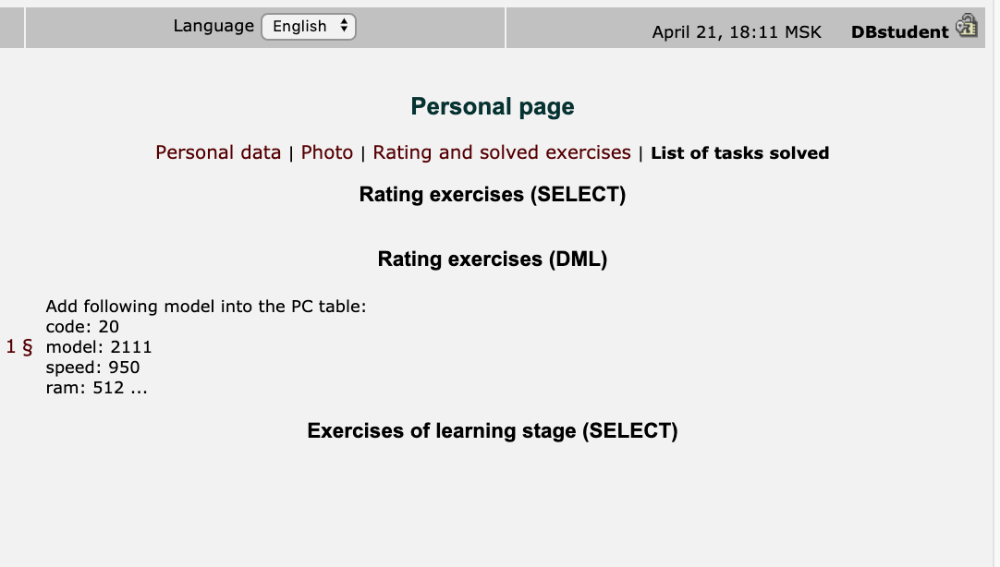 Language English April 21, 18:11 MSK DBstudent
Personal page
Personal data | Photo | Rating and solved exercises | List of tasks solved
Rating exercises (SELECT)
Rating exercises (DML)
Add following model into the PC table:
code: 20
1 § model: 2111
speed: 950
ram: 512 ...
Exercises of learning stage (SELECT)